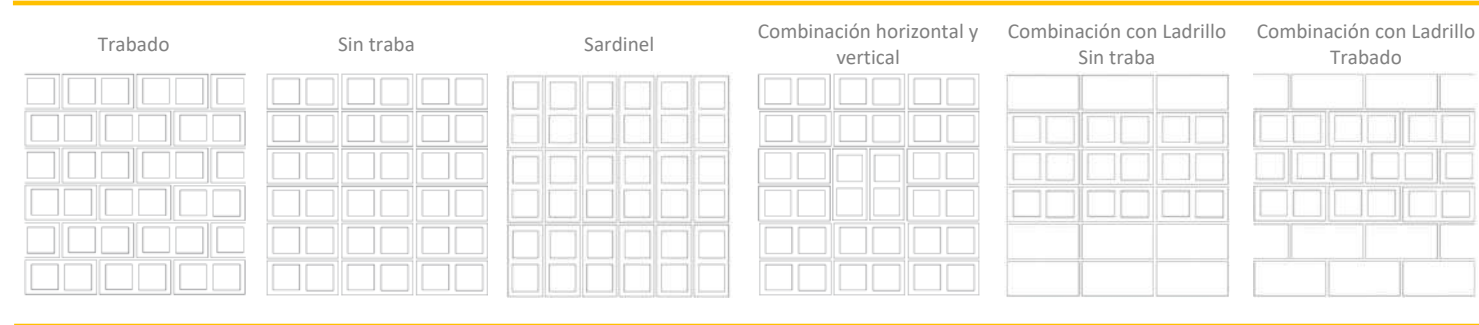 Trabado
Sin traba
Sardinel
Combinación horizontal y
vertical
Combinación con Ladrillo
Sin traba
Combinación con Ladrillo
Trabado